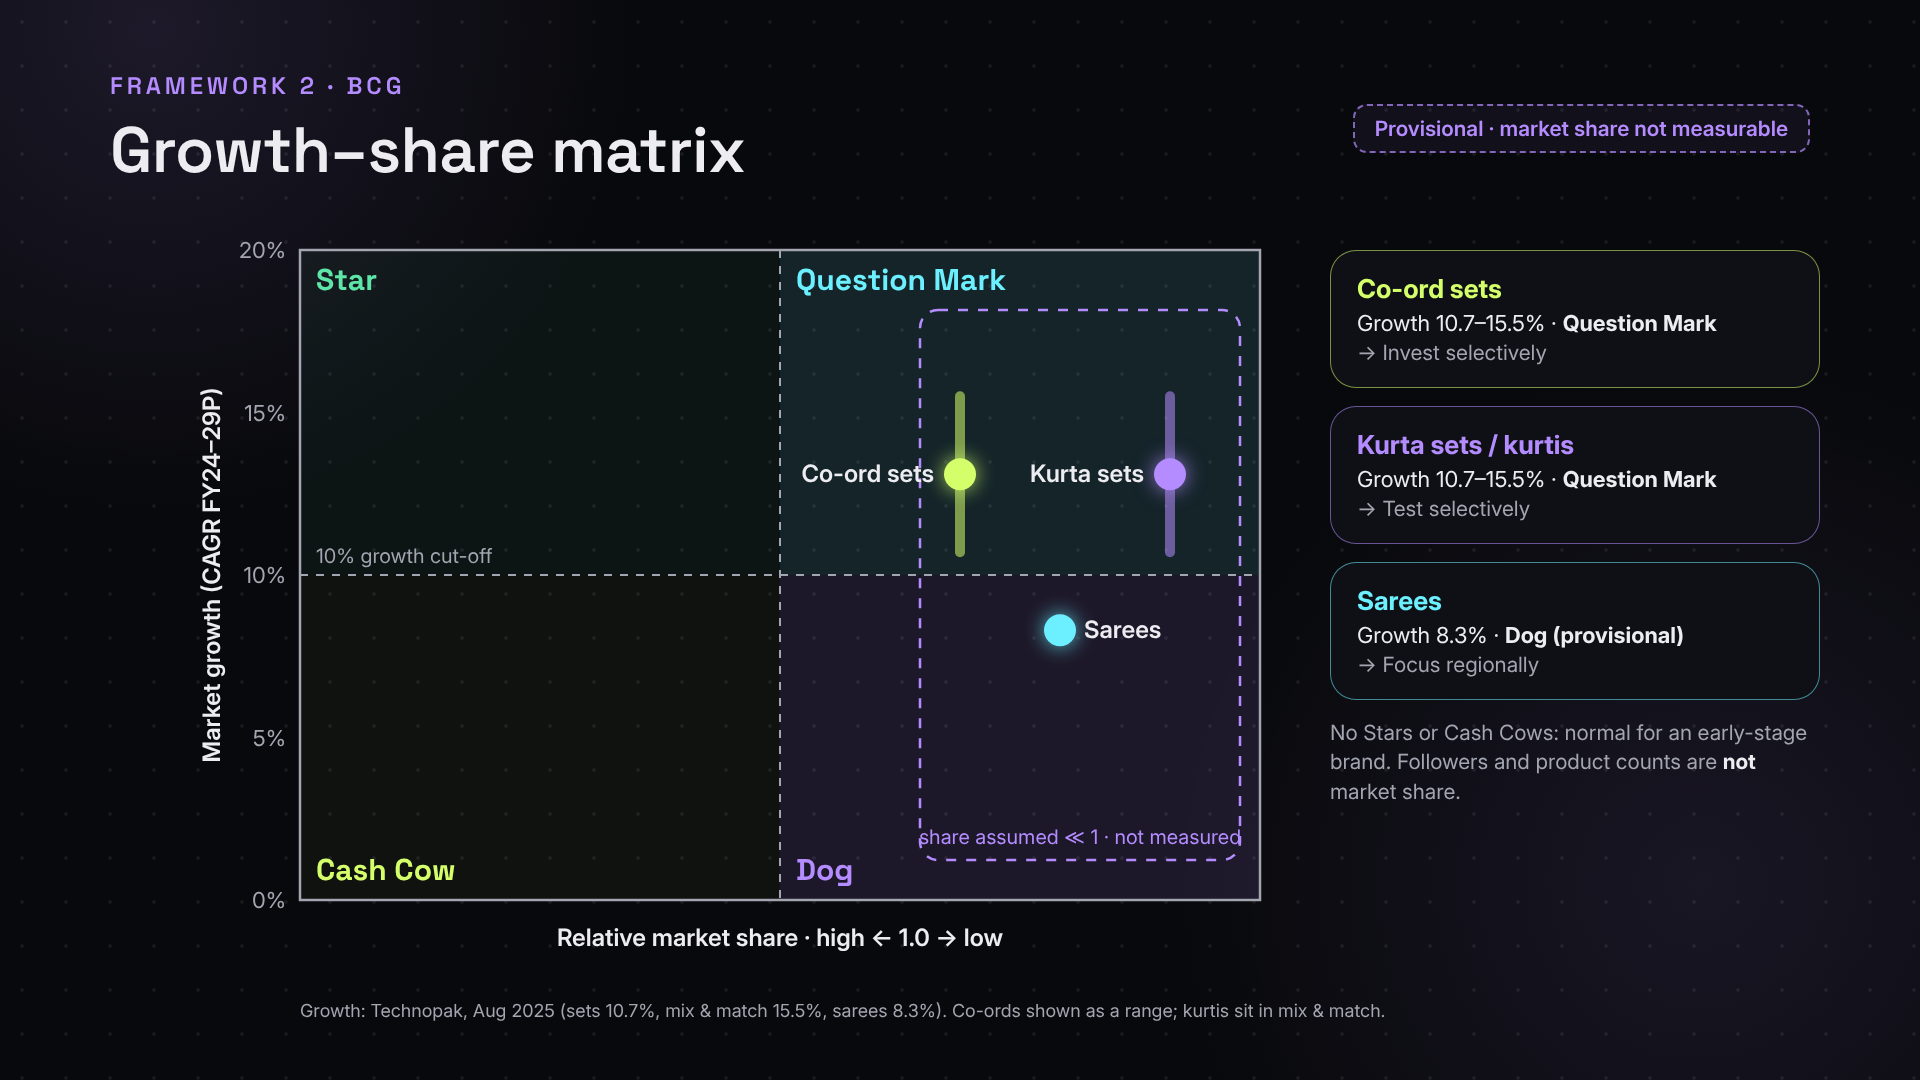 FRAMEWORK 2 · BCG
Growth–share matrix
Provisional · market share not measurable
20%
15%
10%
5%
0%
Market growth (CAGR FY24–29P)
Star
Question Mark
Co-ord sets
Kurta sets
10% growth cut-off
Sarees
share assumed ≪ 1 · not measured
Cash Cow
Dog
Relative market share · high ← 1.0 → low
Co-ord sets
Growth 10.7–15.5% · Question Mark
→ Invest selectively
Kurta sets / kurtis
Growth 10.7–15.5% · Question Mark
→ Test selectively
Sarees
Growth 8.3% · Dog (provisional)
→ Focus regionally
No Stars or Cash Cows: normal for an early-stage
brand. Followers and product counts are not
market share.
Growth: Technopak, Aug 2025 (sets 10.7%, mix & match 15.5%, sarees 8.3%). Co-ords shown as a range; kurtis sit in mix & match.